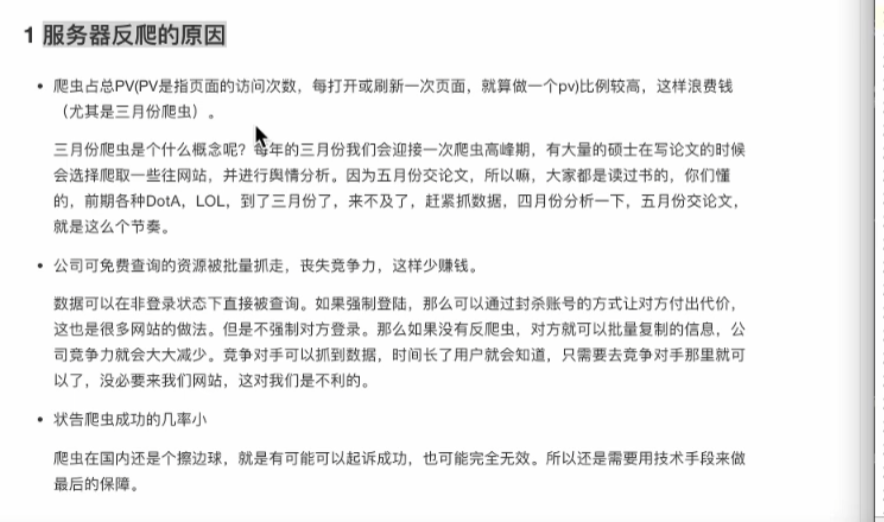 1 服务器反爬的原因
• 爬虫占总PV(PV是指页面的访问次数，每打开或刷新一次页面，就算做一个pv)比例较高，这样浪费钱
（尤其是三月份爬虫）。
三月份爬虫是个什么概念呢？每年的三月份我们会迎接一次爬虫高峰期，有大量的硕士在写论文的时候
会选择爬取一些往网站，并进行舆情分析。因为五月份交论文，所以嘛，大家都是读过书的，你们懂
的，前期各种DotA，LOL，到了三月份了，来不及了，赶紧抓数据，四月份分析一下，五月份交论文，
就是这么个节奏。
• 公司可免费查询的资源被批量抓走，丧失竞争力，这样少赚钱。
数据可以在非登录状态下直接被查询。如果强制登陆，那么可以通过封杀账号的方式让对方付出代价，
这也是很多网站的做法。但是不强制对方登录。那么如果没有反爬虫，对方就可以批量复制的信息，公
司竞争力就会大大减少。竞争对手可以抓到数据，时间长了用户就会知道，只需要去竞争对手那里就可
以了，没必要来我们网站，这对我们是不利的。
• 状告爬虫成功的几率小
爬虫在国内还是个擦边球，就是有可能可以起诉成功，也可能完全无效。所以还是需要用技术手段来做
最后的保障。